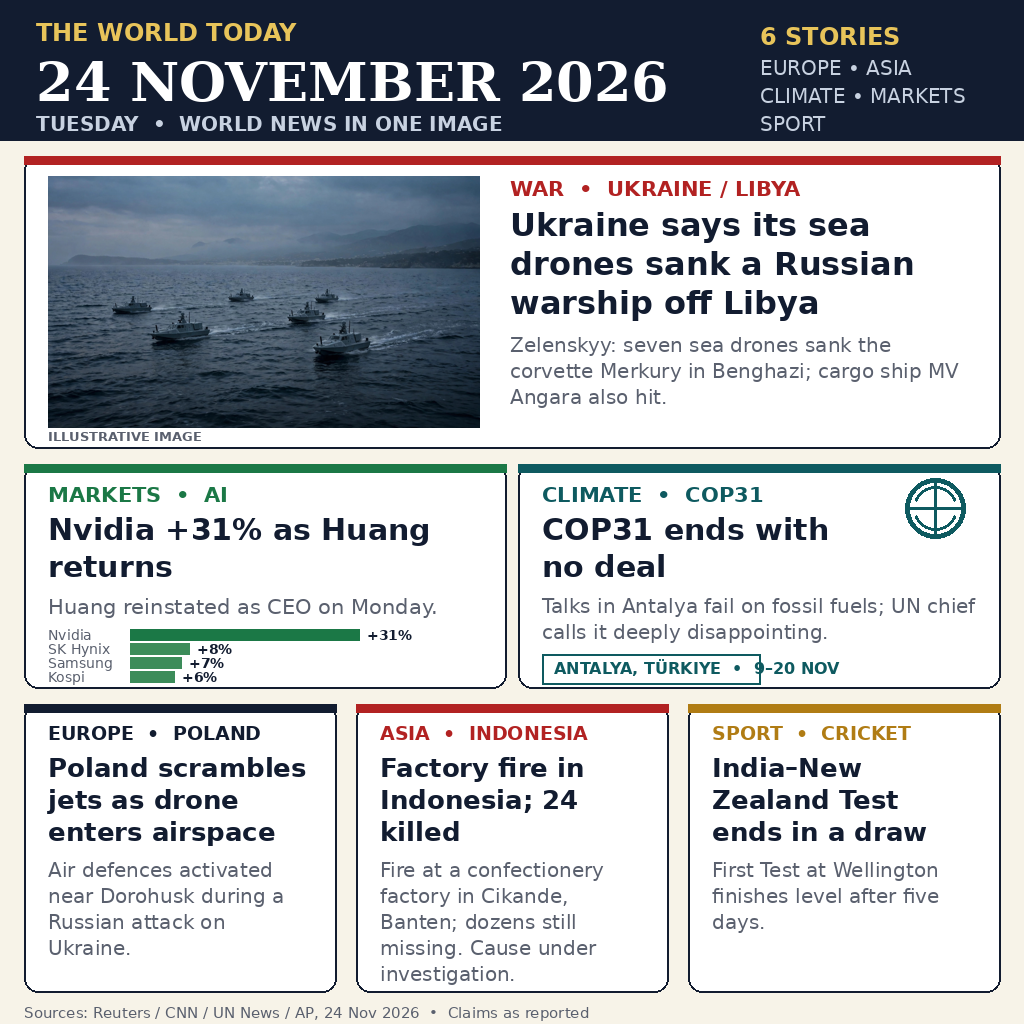 THE WORLD TODAY
24 NOVEMBER 2026
TUESDAY • WORLD NEWS IN ONE IMAGE
6 STORIES
EUROPE • ASIA
CLIMATE • MARKETS
SPORT
ILLUSTRATIVE IMAGE
WAR • UKRAINE / LIBYA
Ukraine says its sea
drones sank a Russian
warship off Libya
Zelenskyy: seven sea drones sank the
corvette Merkury in Benghazi; cargo ship MV
Angara also hit.
MARKETS • AI
Nvidia +31% as Huang
returns
Huang reinstated as CEO on Monday.
Nvidia +31%
SK Hynix +8%
Samsung +7%
Kospi +6%
CLIMATE • COP31
COP31 ends with
no deal
Talks in Antalya fail on fossil fuels; UN chief
calls it deeply disappointing.
ANTALYA, TÜRKIYE • 9–20 NOV
EUROPE • POLAND
Poland scrambles
jets as drone
enters airspace
Air defences activated
near Dorohusk during a
Russian attack on
Ukraine.
ASIA • INDONESIA
Factory fire in
Indonesia; 24
killed
Fire at a confectionery
factory in Cikande,
Banten; dozens still
missing. Cause under
investigation.
SPORT • CRICKET
India–New
Zealand Test
ends in a draw
First Test at Wellington
finishes level after five
days.
Sources: Reuters / CNN / UN News / AP, 24 Nov 2026 • Claims as reported